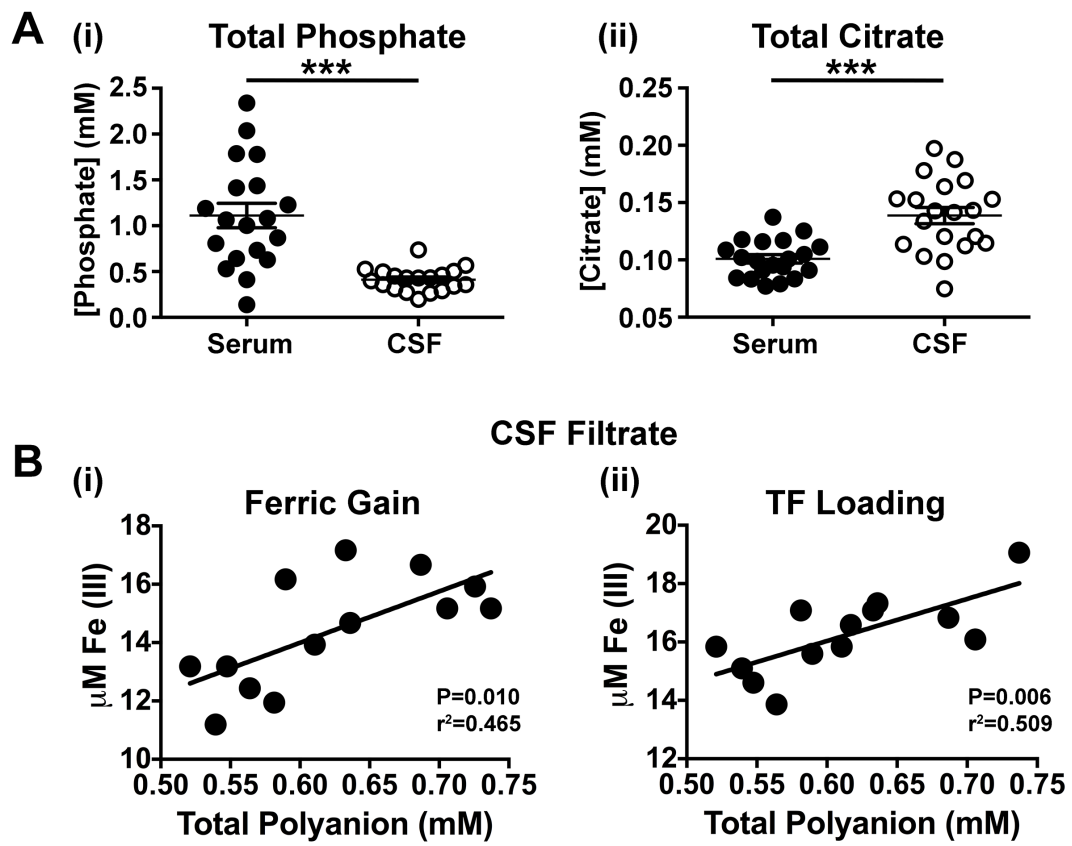 A
(i)
Total Phosphate
***
[Phosphate] (mM)
2.5
2.0
1.5
1.0
0.5
0.0
Serum
CSF
(ii)
Total Citrate
***
[Citrate] (mM)
0.25
0.20
0.15
0.10
0.05
Serum
CSF
CSF Filtrate
B
(i)
Ferric Gain
μM Fe (III)
18
16
14
12
10
P=0.010
r²=0.465
0.50 0.55 0.60 0.65 0.70 0.75
Total Polyanion (mM)
(ii)
TF Loading
μM Fe (III)
20
18
16
14
12
P=0.006
r²=0.509
0.50 0.55 0.60 0.65 0.70 0.75
Total Polyanion (mM)